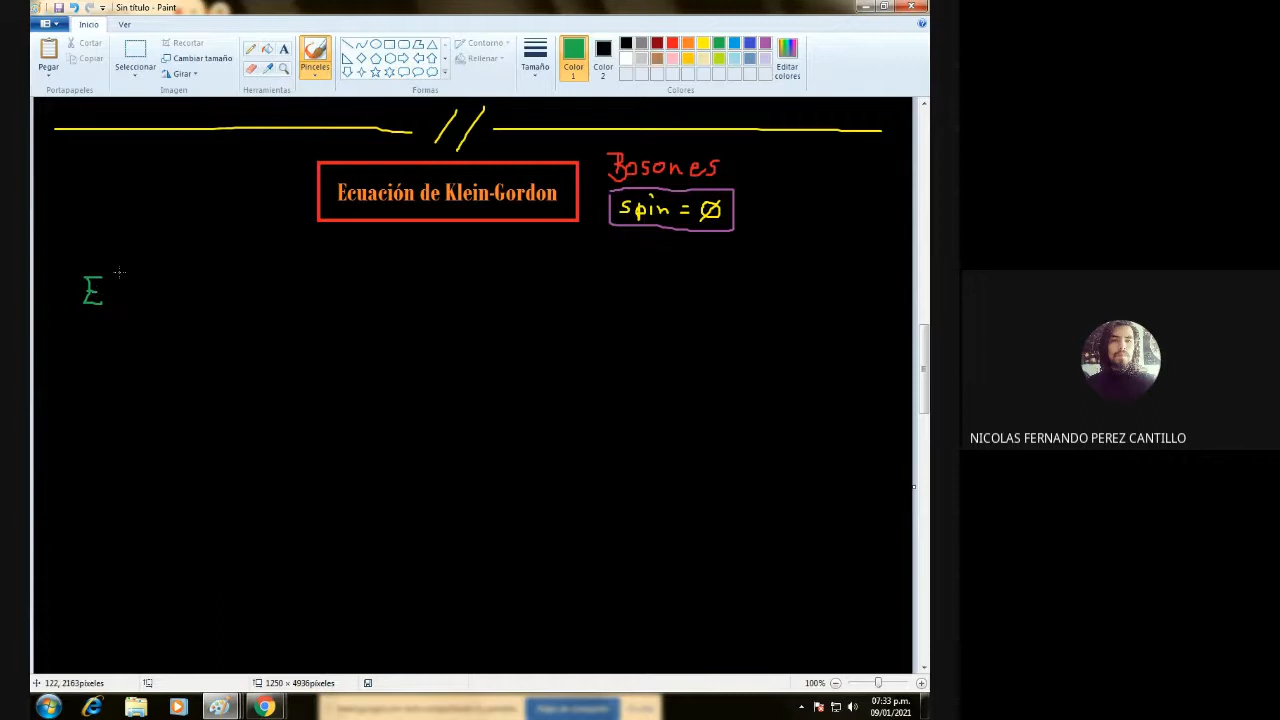 Sin título - Paint
Inicio Ver
Pegar
Cortar
Copiar
Portapapeles
Seleccionar
Recortar
Cambiar tamaño
Girar
Imagen
A
Herramientas
Pinceles
Contorno
Rellenar
Formas
Tamaño
Color 1
Color 2
Editar colores
Colores
Ecuación de Klein-Gordon
Bosones
spin = Ø
E
NICOLAS FERNANDO PEREZ CANTILLO
122, 2163píxeles
1250 × 4936píxeles
100%
07:33 p.m.
09/01/2021